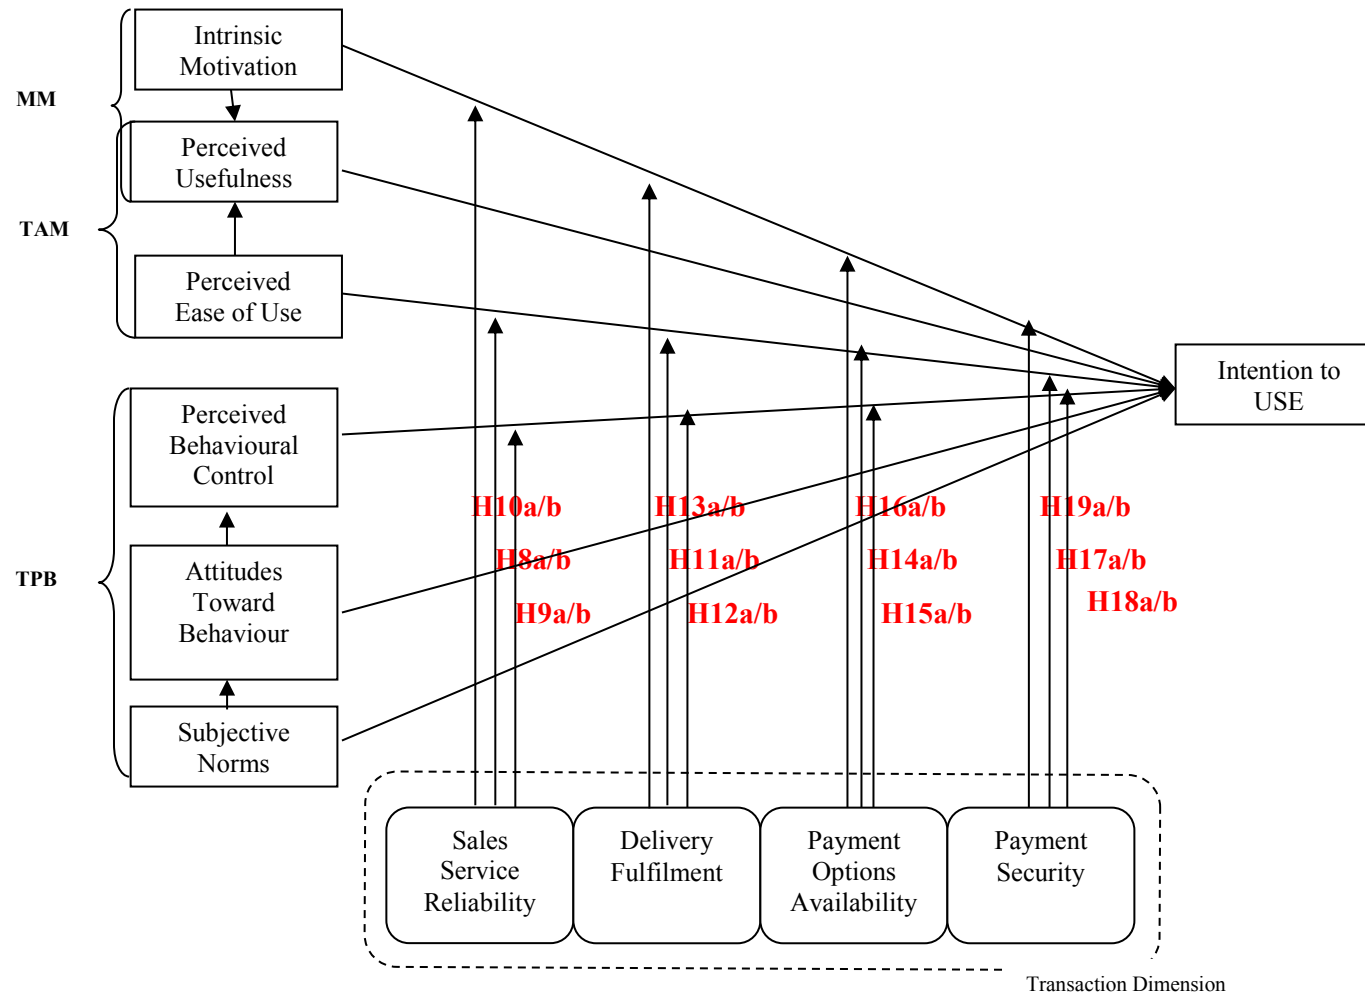 Intrinsic
Motivation
MM
Perceived
Usefulness
TAM
Perceived
Ease of Use
Intention to
USE
Perceived
Behavioural
Control
H10a/b
H13a/b
H16a/b
H19a/b
H8a/b
H11a/b
H14a/b
H17a/b
TPB
Attitudes
Toward
Behaviour
H9a/b
H12a/b
H15a/b
H18a/b
Subjective
Norms
Sales
Service
Reliability
Delivery
Fulfilment
Payment
Options
Availability
Payment
Security
Transaction Dimension